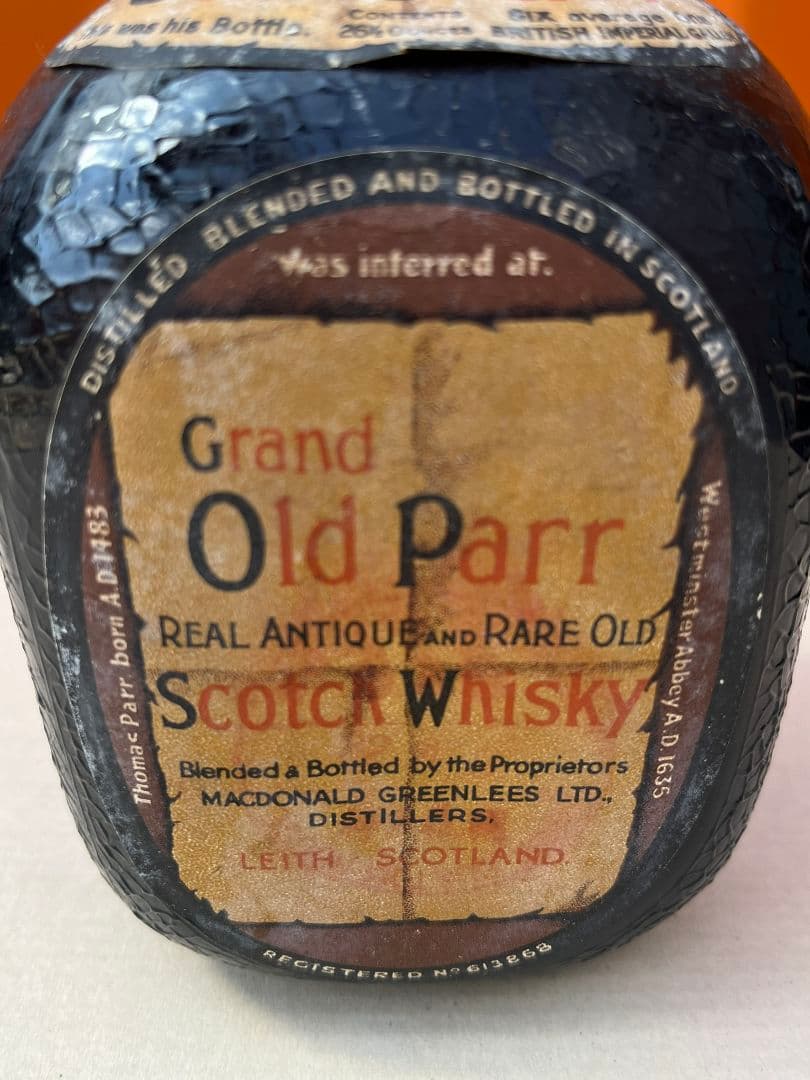 this was his Bottle.
CONTENTS
26⅔ OUNCES
SIX average
BRITISH IMPERIAL
DISTILLED BLENDED AND BOTTLED IN SCOTLAND
Was interred at.
Thomas Parr born A.D.1483
Westminster Abbey A.D.1635
Grand
Old Parr
REAL ANTIQUE AND RARE OLD
Scotch Whisky
Blended & Bottled by the Proprietors
MACDONALD GREENLEES LTD.,
DISTILLERS,
LEITH SCOTLAND
REGISTERED Nº 613868